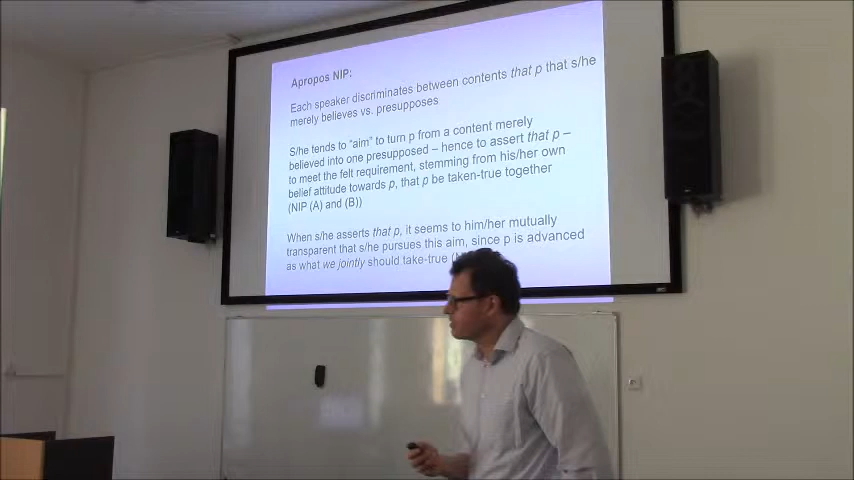 Apropos NIP:
Each speaker discriminates between contents that p that s/he
merely believes vs. presupposes
S/he tends to "aim" to turn p from a content merely
believed into one presupposed – hence to assert that p –
to meet the felt requirement, stemming from his/her own
belief attitude towards p, that p be taken-true together
(NIP (A) and (B))
When s/he asserts that p, it seems to him/her mutually
transparent that s/he pursues this aim, since p is advanced
as what we jointly should take-true